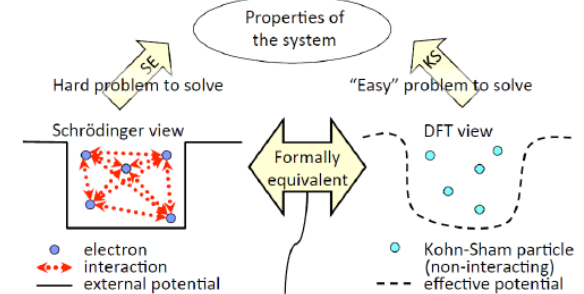 Properties of
the system
SE
KS
Hard problem to solve
“Easy” problem to solve
Schrödinger view
DFT view
Formally
equivalent
electron
interaction
external potential
Kohn-Sham particle
(non-interacting)
effective potential